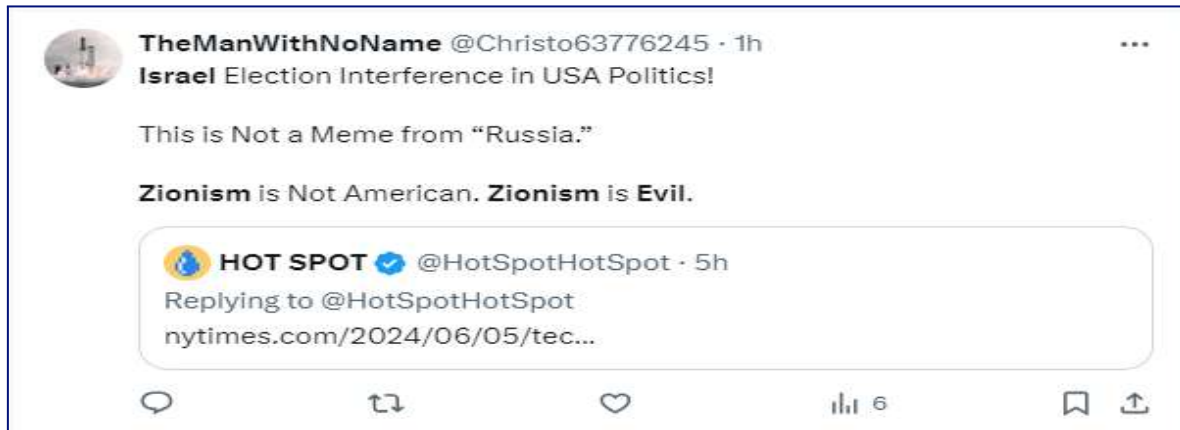 TheManWithNoName @Christo63776245 · 1h
Israel Election Interference in USA Politics!
This is Not a Meme from “Russia.”
Zionism is Not American. Zionism is Evil.
HOT SPOT @HotSpotHotSpot · 5h
Replying to @HotSpotHotSpot
nytimes.com/2024/06/05/tec...
6